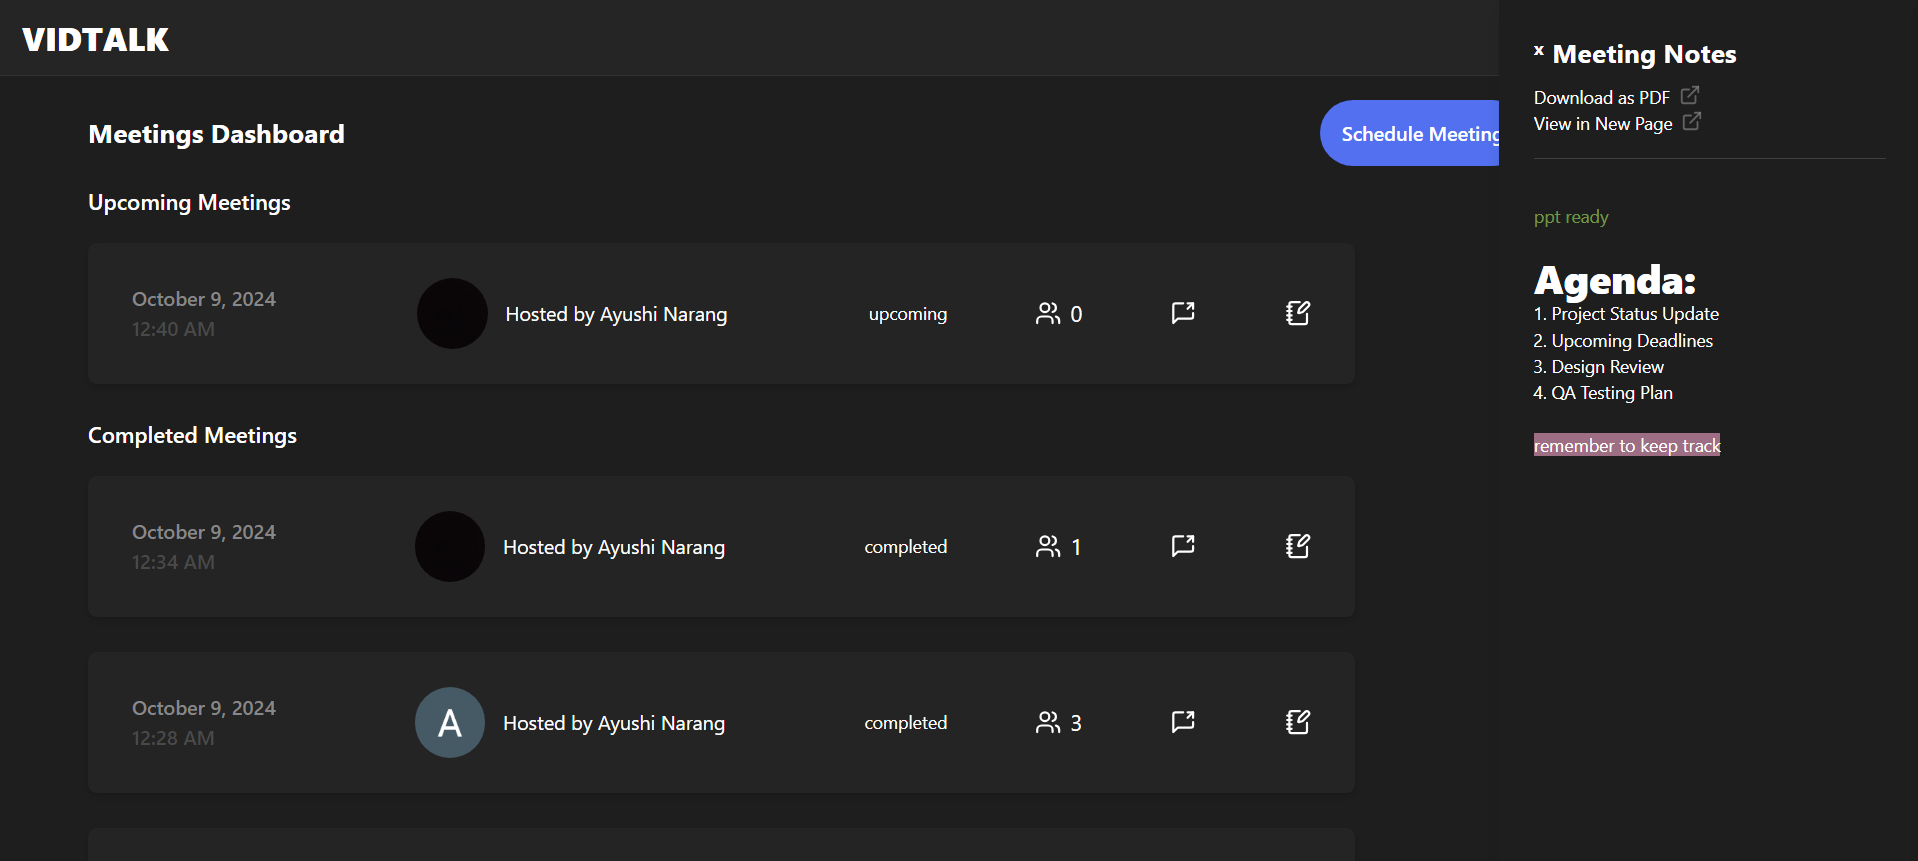 VIDTALK
Meetings Dashboard
Schedule Meeting
Upcoming Meetings
October 9, 2024
12:40 AM
Hosted by Ayushi Narang
upcoming
0
Completed Meetings
October 9, 2024
12:34 AM
Hosted by Ayushi Narang
completed
1
October 9, 2024
12:28 AM
A
Hosted by Ayushi Narang
completed
3
x Meeting Notes
Download as PDF
View in New Page
ppt ready
Agenda:
1. Project Status Update
2. Upcoming Deadlines
3. Design Review
4. QA Testing Plan
remember to keep track